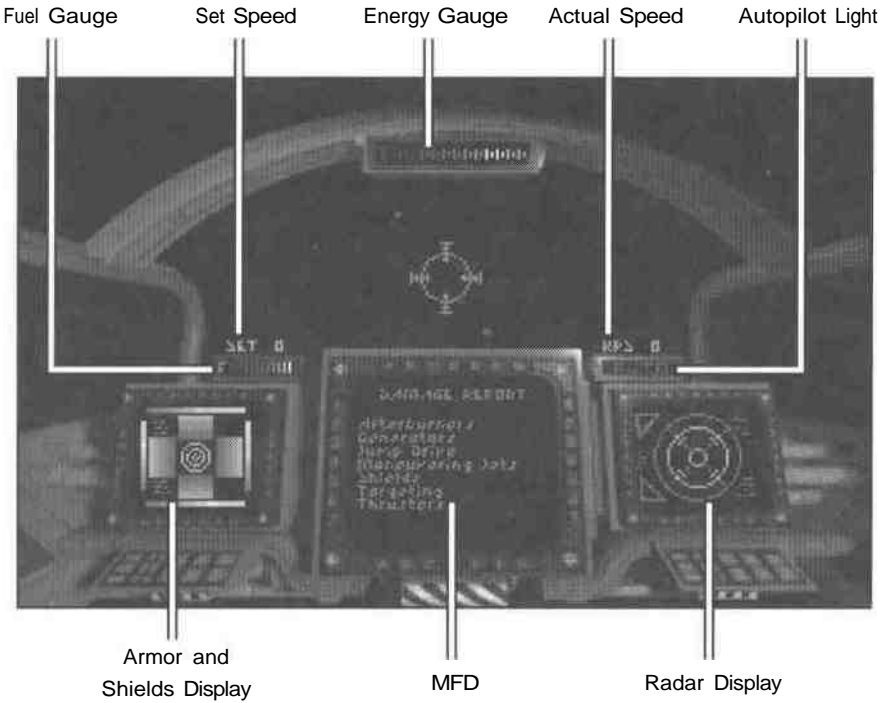 Fuel Gauge Set Speed Energy Gauge Actual Speed Autopilot Light
SET 0
KPS 0
DAMAGE REPORT
Afterburners
Generators
Jump Drive
Maneuvering Jets
Shields
Targeting
Thrusters
Armor and
Shields Display
MFD
Radar Display